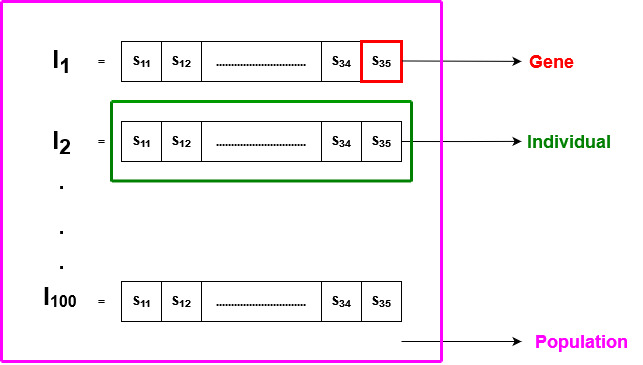 I₁ = S₁₁ S₁₂ .............................. S₃₄ S₃₅ Gene
I₂ = S₁₁ S₁₂ .............................. S₃₄ S₃₅ Individual
.
.
.
I₁₀₀ = S₁₁ S₁₂ .............................. S₃₄ S₃₅
Population